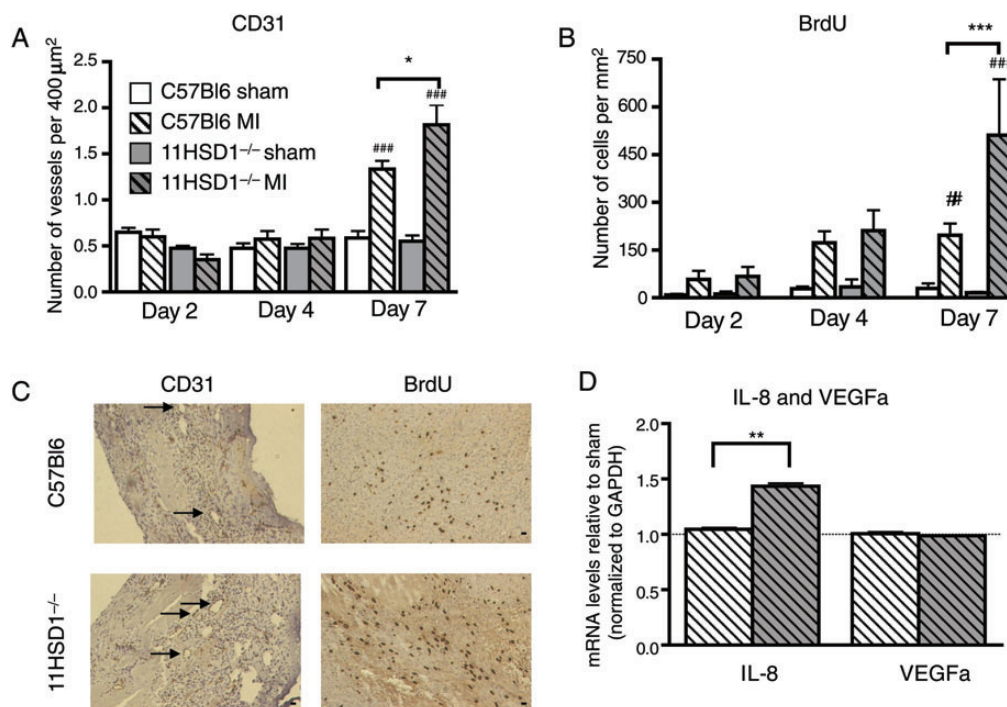 A
CD31
Number of vessels per 400µm²
2.5
2.0
1.5
1.0
0.5
0.0
C57Bl6 sham
C57Bl6 MI
11HSD1⁻/⁻ sham
11HSD1⁻/⁻ MI
*
###
###
Day 2
Day 4
Day 7
B
BrdU
Number of cells per mm²
750
600
450
300
150
0
***
##
##
Day 2
Day 4
Day 7
C
CD31
BrdU
C57Bl6
11HSD1⁻/⁻
D
IL-8 and VEGFa
mRNA levels relative to sham
(normalized to GAPDH)
2.0
1.5
1.0
0.5
0.0
**
IL-8
VEGFa